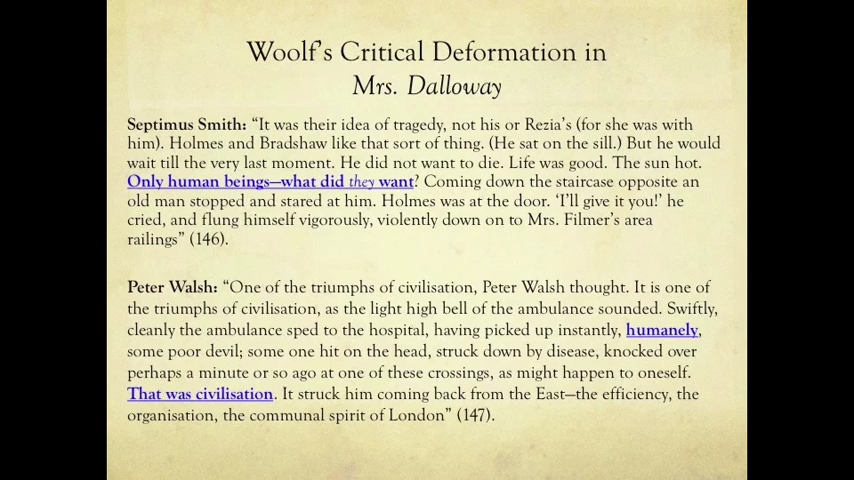 Woolf's Critical Deformation in
Mrs. Dalloway
Septimus Smith: “It was their idea of tragedy, not his or Rezia's (for she was with
him). Holmes and Bradshaw like that sort of thing. (He sat on the sill.) But he would
wait till the very last moment. He did not want to die. Life was good. The sun hot.
Only human beings—what did they want? Coming down the staircase opposite an
old man stopped and stared at him. Holmes was at the door. ‘I'll give it you!’ he
cried, and flung himself vigorously, violently down on to Mrs. Filmer's area
railings” (146).
Peter Walsh: “One of the triumphs of civilisation, Peter Walsh thought. It is one of
the triumphs of civilisation, as the light high bell of the ambulance sounded. Swiftly,
cleanly the ambulance sped to the hospital, having picked up instantly, humanely,
some poor devil; some one hit on the head, struck down by disease, knocked over
perhaps a minute or so ago at one of these crossings, as might happen to oneself.
That was civilisation. It struck him coming back from the East—the efficiency, the
organisation, the communal spirit of London” (147).